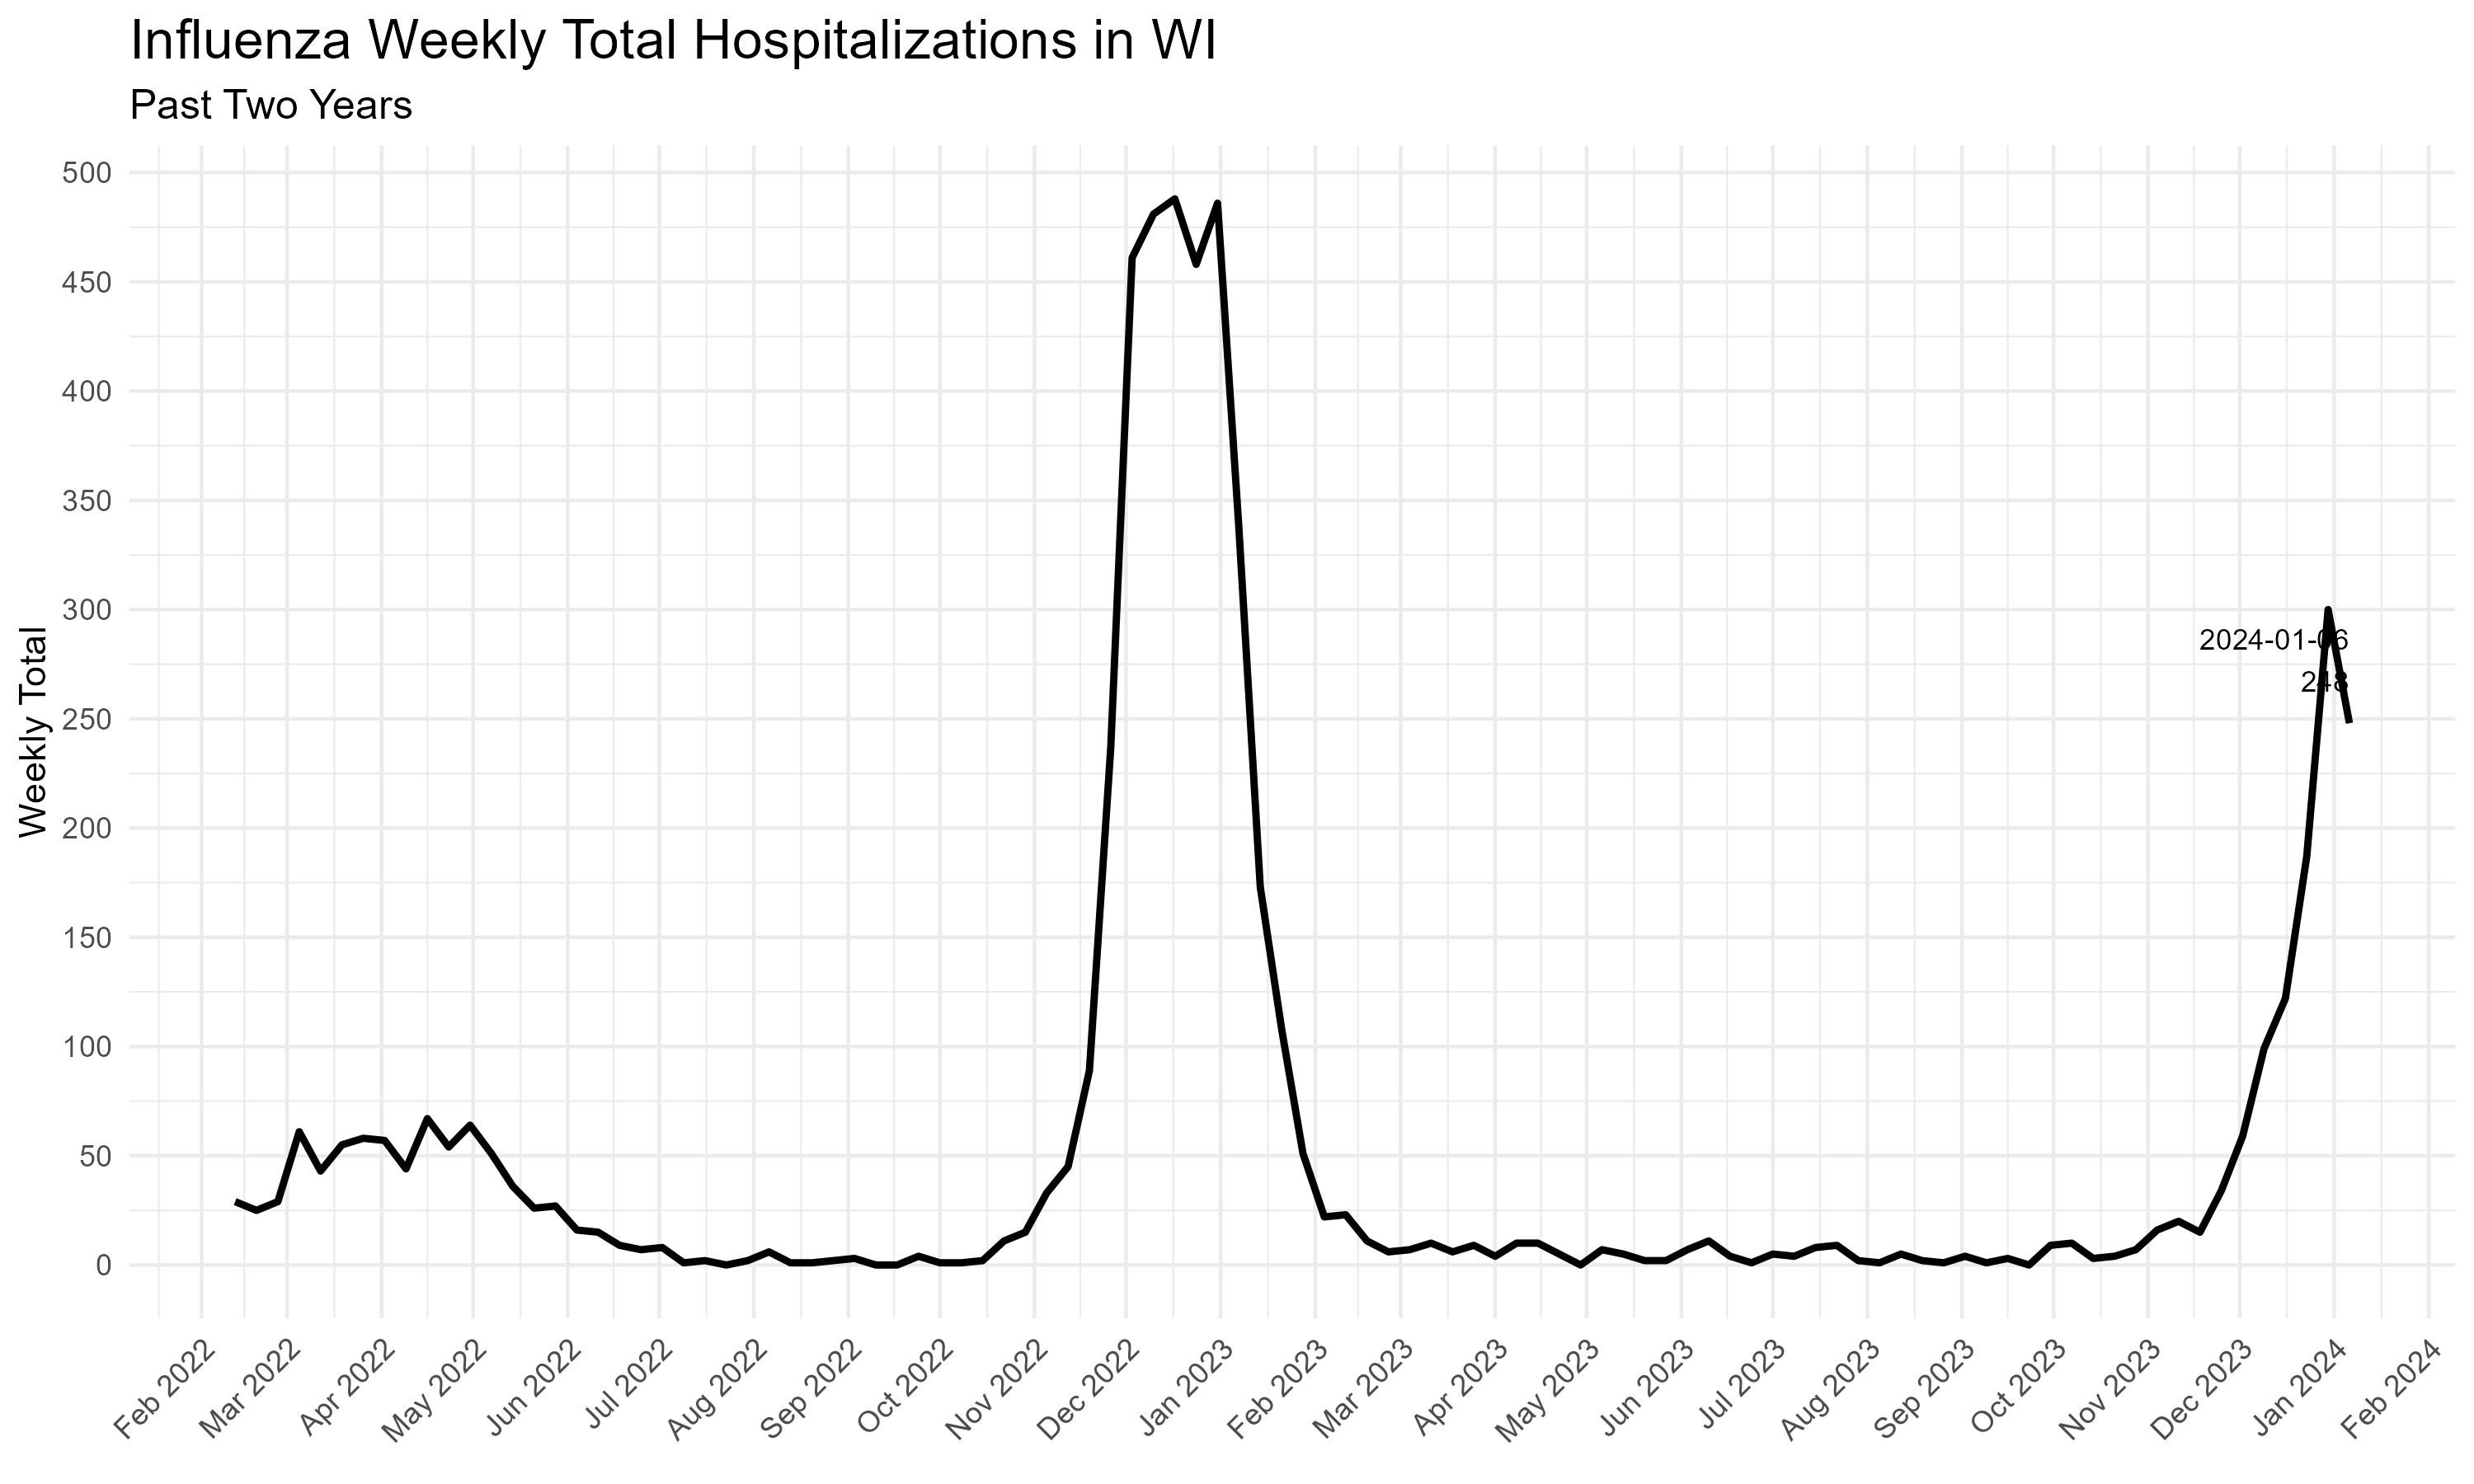 Influenza Weekly Total Hospitalizations in WI
Past Two Years
Weekly Total
500
450
400
350
300
250
200
150
100
50
0
2024-01-06
248
Feb 2022
Mar 2022
Apr 2022
May 2022
Jun 2022
Jul 2022
Aug 2022
Sep 2022
Oct 2022
Nov 2022
Dec 2022
Jan 2023
Feb 2023
Mar 2023
Apr 2023
May 2023
Jun 2023
Jul 2023
Aug 2023
Sep 2023
Oct 2023
Nov 2023
Dec 2023
Jan 2024
Feb 2024